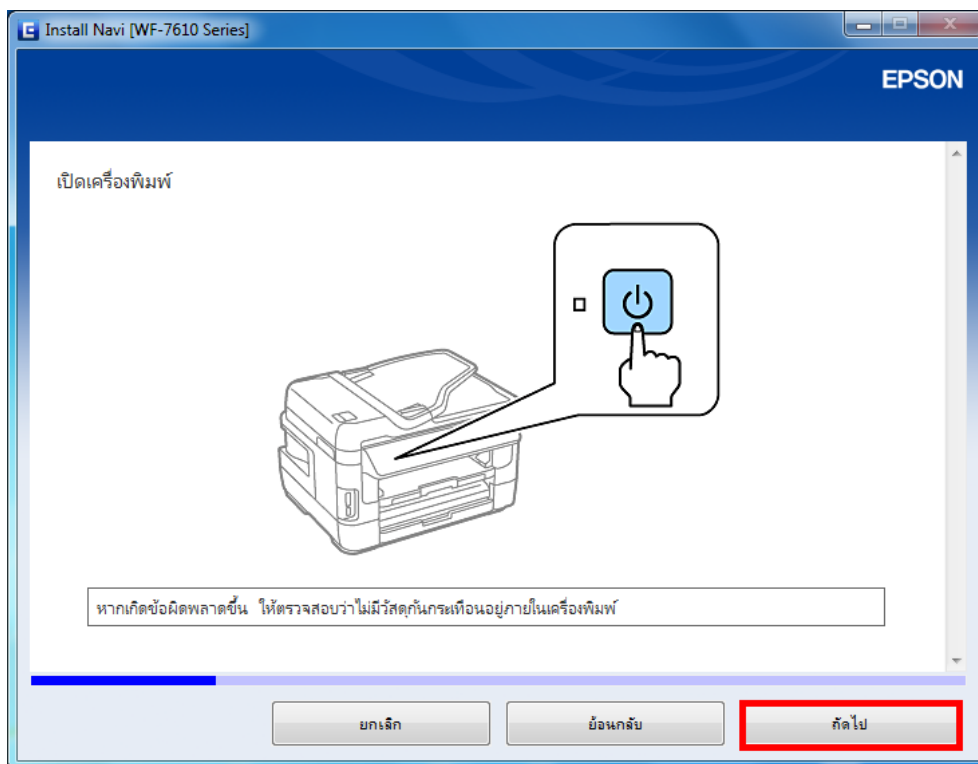 Install Navi [WF-7610 Series]
EPSON
เปิดเครื่องพิมพ์
หากเกิดข้อผิดพลาดขึ้น ให้ตรวจสอบว่าไม่มีวัสดุกันกระเทือนอยู่ภายในเครื่องพิมพ์
ยกเลิก
ย้อนกลับ
ถัดไป